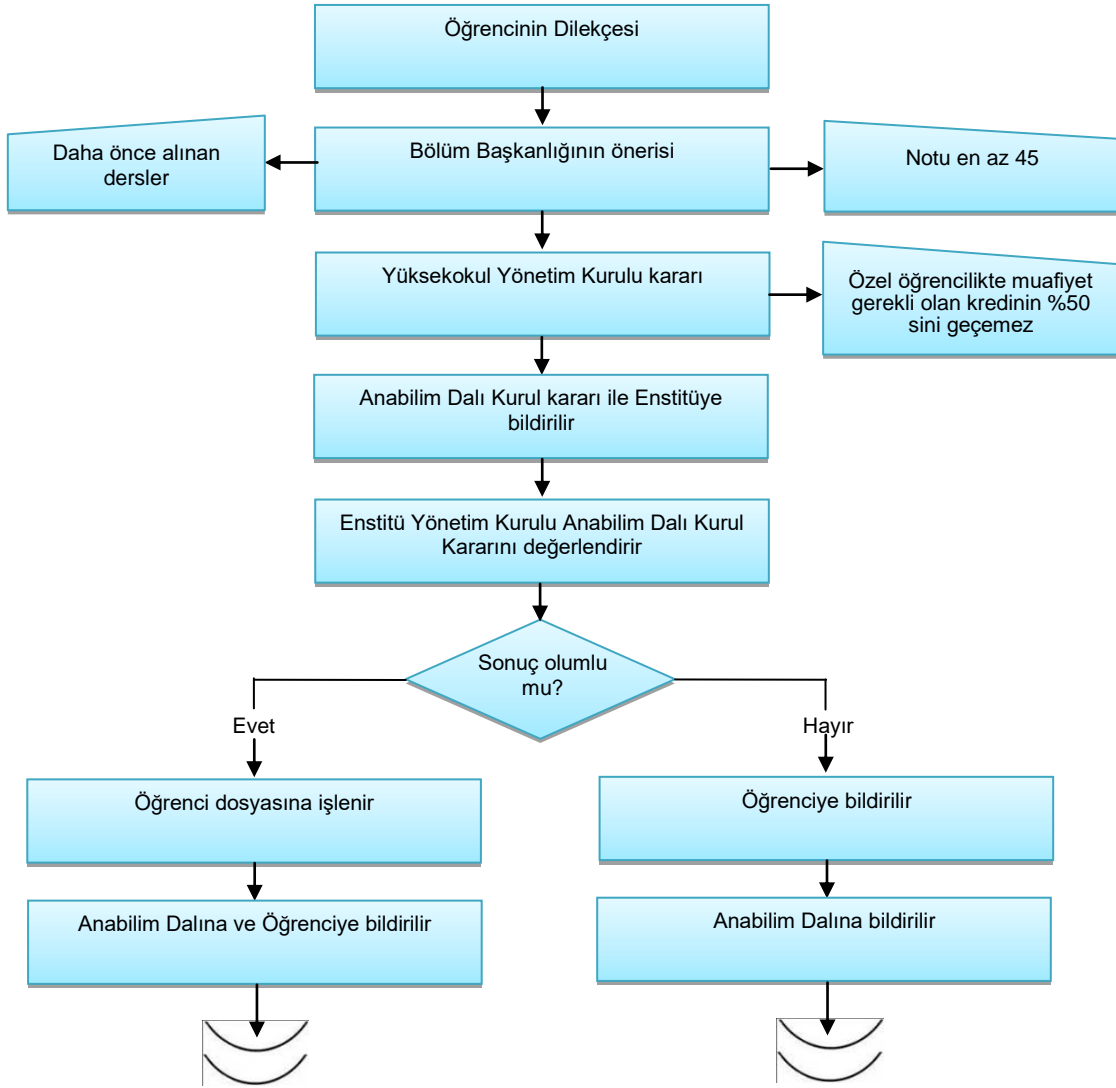 Öğrencinin Dilekçesi
Daha önce alınan
dersler
Bölüm Başkanlığının önerisi
Notu en az 45
Yüksekokul Yönetim Kurulu kararı
Özel öğrencilikte muafiyet
gerekli olan kredinin %50
sini geçemez
Anabilim Dalı Kurul kararı ile Enstitüye
bildirilir
Enstitü Yönetim Kurulu Anabilim Dalı Kurul
Kararını değerlendirir
Sonuç olumlu
mu?
Evet
Hayır
Öğrenci dosyasına işlenir
Öğrenciye bildirilir
Anabilim Dalına ve Öğrenciye bildirilir
Anabilim Dalına bildirilir